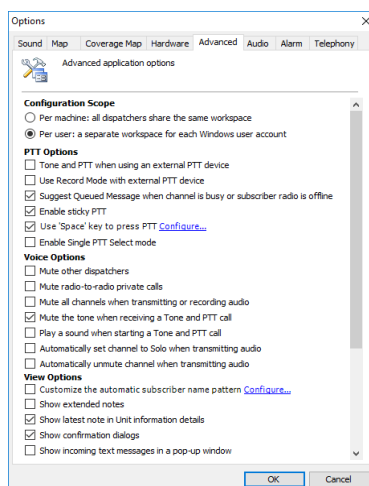 Options
Sound Map Coverage Map Hardware Advanced Audio Alarm Telephony
Advanced application options
Configuration Scope
Per machine: all dispatchers share the same workspace
Per user: a separate workspace for each Windows user account
PTT Options
Tone and PTT when using an external PTT device
Use Record Mode with external PTT device
Suggest Queued Message when channel is busy or subscriber radio is offline
Enable sticky PTT
Use 'Space' key to press PTT Configure...
Enable Single PTT Select mode
Voice Options
Mute other dispatchers
Mute radio-to-radio private calls
Mute all channels when transmitting or recording audio
Mute the tone when receiving a Tone and PTT call
Play a sound when starting a Tone and PTT call
Automatically set channel to Solo when transmitting audio
Automatically unmute channel when transmitting audio
View Options
Customize the automatic subscriber name pattern Configure...
Show extended notes
Show latest note in Unit information details
Show confirmation dialogs
Show incoming text messages in a pop-up window
OK Cancel